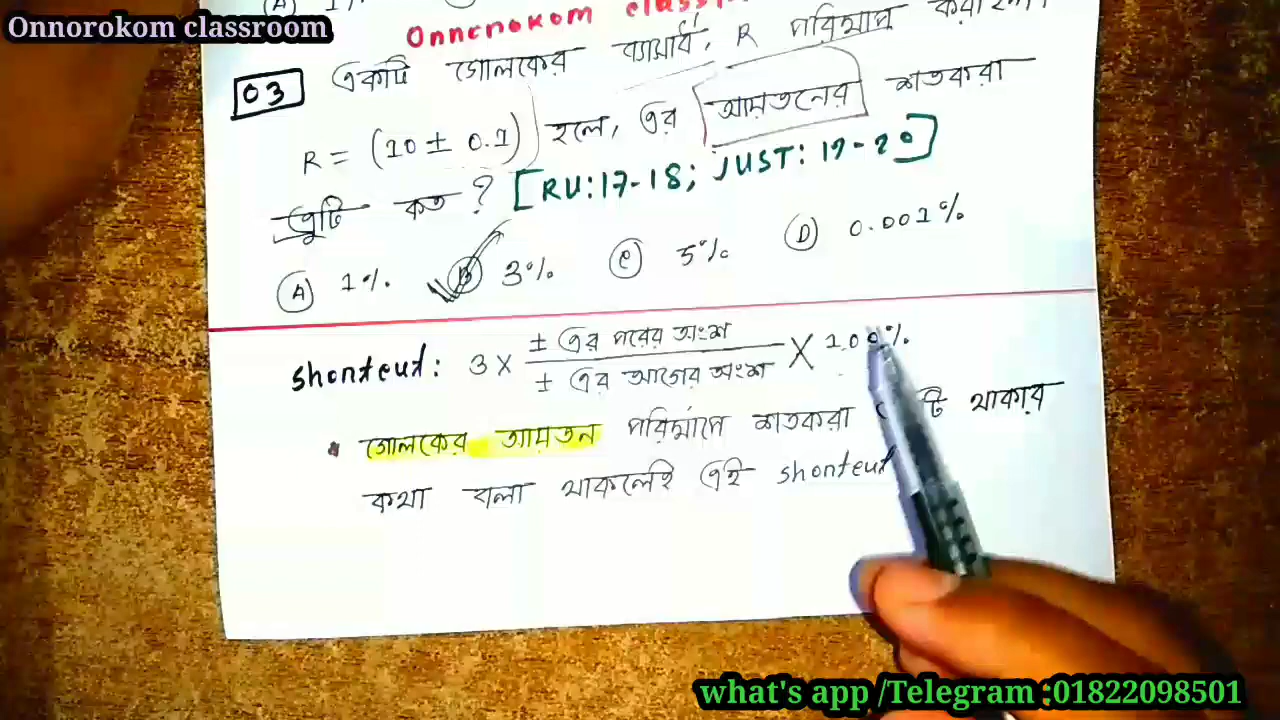 Onnorokom classroom
(A)
Onnorokom class
03 একটি গোলকের ব্যাসার্ধ, R পরিমাপ
R = (10 ± 0.1) হলে, এর আয়তনের শতকরা
ত্রুটি কত ? [RU:17-18; JUST: 19-20]
(A) 1% (B) 3% (C) 5% (D) 0.001%
shortcut: 3 × ± এর পরের অংশ / ± এর আগের অংশ × 100%
• গোলকের আয়তন পরিমাপে শতকরা টি থাকার
কথা বলা থাকলেই এই shortcut
what's app /Telegram :01822098501